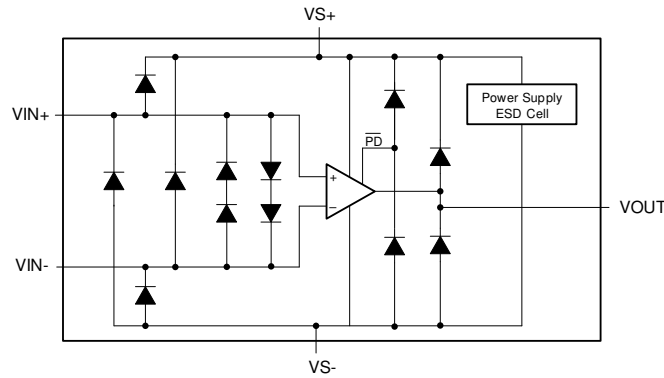 VS+
VIN+
Power Supply
ESD Cell
PD
+
−
VOUT
VIN-
VS-